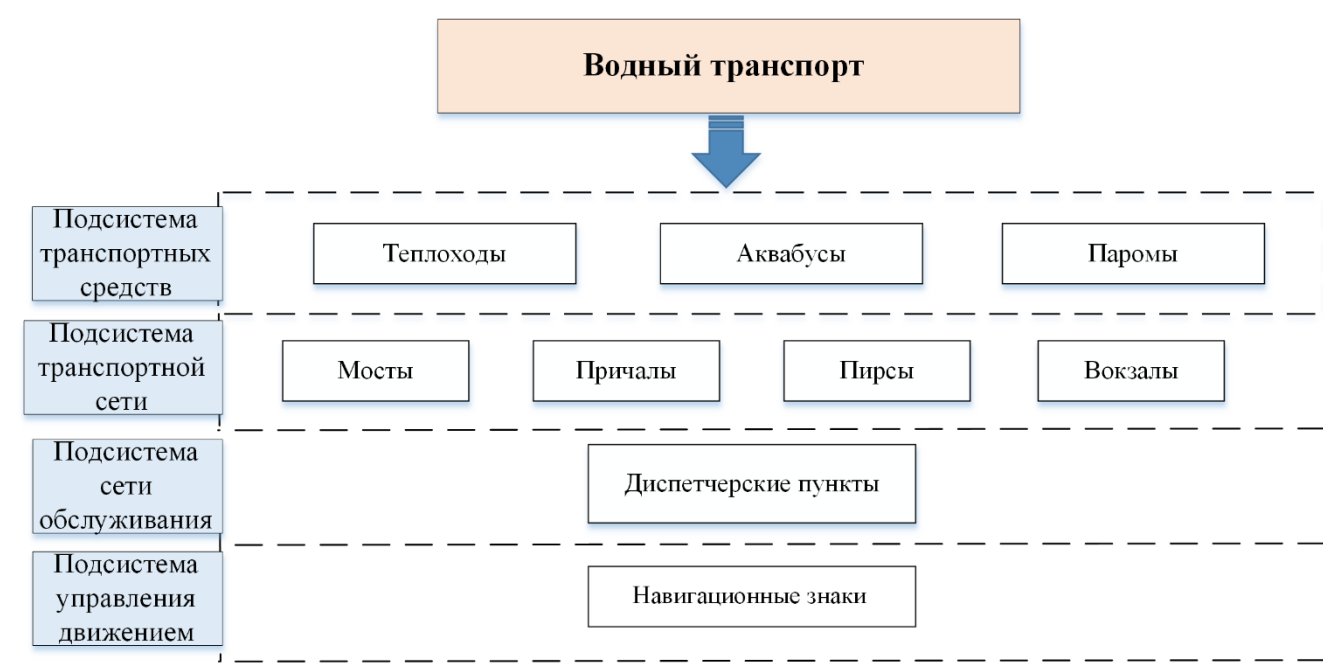 Водный транспорт
Подсистема
транспортных
средств
Теплоходы
Аквабусы
Паромы
Подсистема
транспортной
сети
Мосты
Причалы
Пирсы
Вокзалы
Подсистема
сети
обслуживания
Диспетчерские пункты
Подсистема
управления
движением
Навигационные знаки